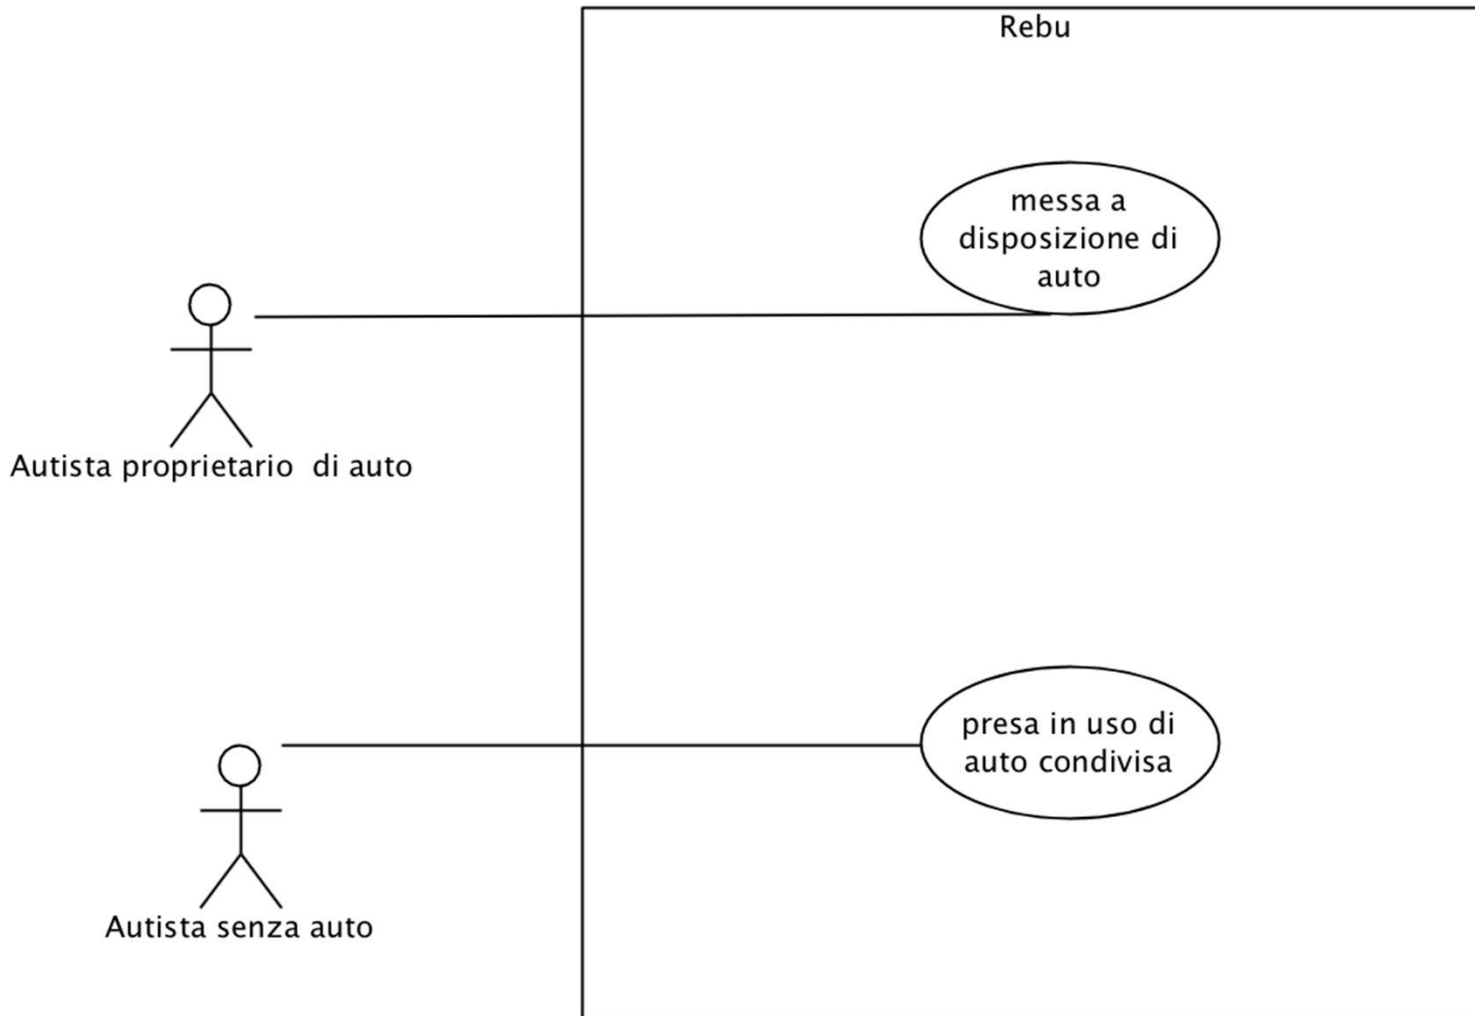 Rebu
messa a
disposizione di
auto
Autista proprietario  di auto
presa in uso di
auto condivisa
Autista senza auto